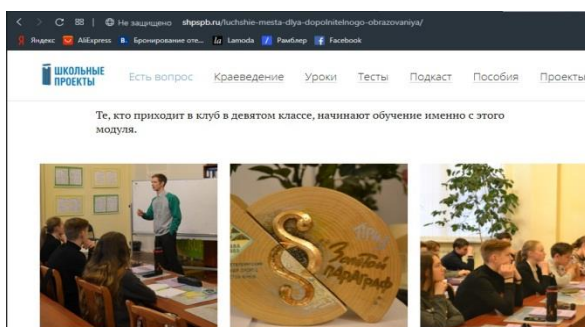 Не защищено shpspb.ru/luchshie-mesta-dlya-dopolnitelnogo-obrazovaniya/
Яндекс AliExpress B. Бронирование оте... la Lamoda Рамблер Facebook
ШКОЛЬНЫЕ
ПРОЕКТЫ
Есть вопрос Краеведение Уроки Тесты Подкаст Пособия Проекты
Те, кто приходит в клуб в девятом классе, начинают обучение именно с этого
модуля.
Золотой
ПАРАГРАФ